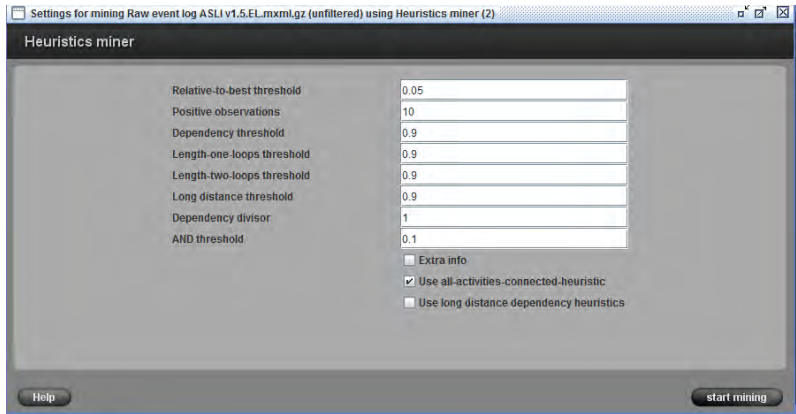 Settings for mining Raw event log ASLI v1.5.EL.mxml.gz (unfiltered) using Heuristics miner (2)
Heuristics miner
Relative-to-best threshold 0.05
Positive observations 10
Dependency threshold 0.9
Length-one-loops threshold 0.9
Length-two-loops threshold 0.9
Long distance threshold 0.9
Dependency divisor 1
AND threshold 0.1
Extra info
Use all-activities-connected-heuristic
Use long distance dependency heuristics
Help start mining